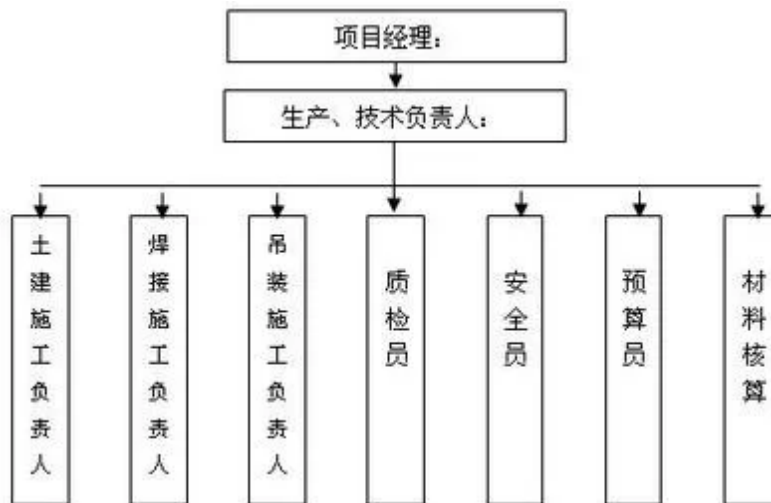 项目经理：
生产、技术负责人：
土建施工负责人
焊接施工负责人
吊装施工负责人
质检员
安全员
预算员
材料核算